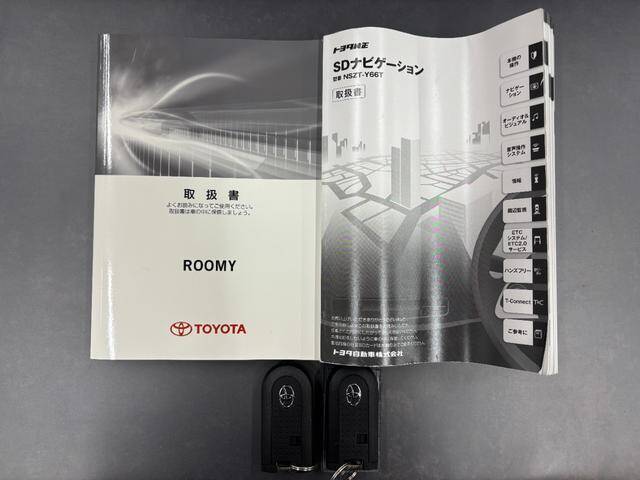 取扱書
よくお読みになってご使用ください。
取扱書は車の中に保管しましょう。
ROOMY
TOYOTA
トヨタ純正
SDナビゲーション
型番 NSZT-Y66T
取扱書
本機の
操作
ナビゲー
ション
オーディオ&
ビジュアル
音声操作
システム
情報
周辺監視
ETC
システム/
ETC2.0
サービス
ハンズフリー
T-Connect
ご参考に
トヨタ自動車株式会社